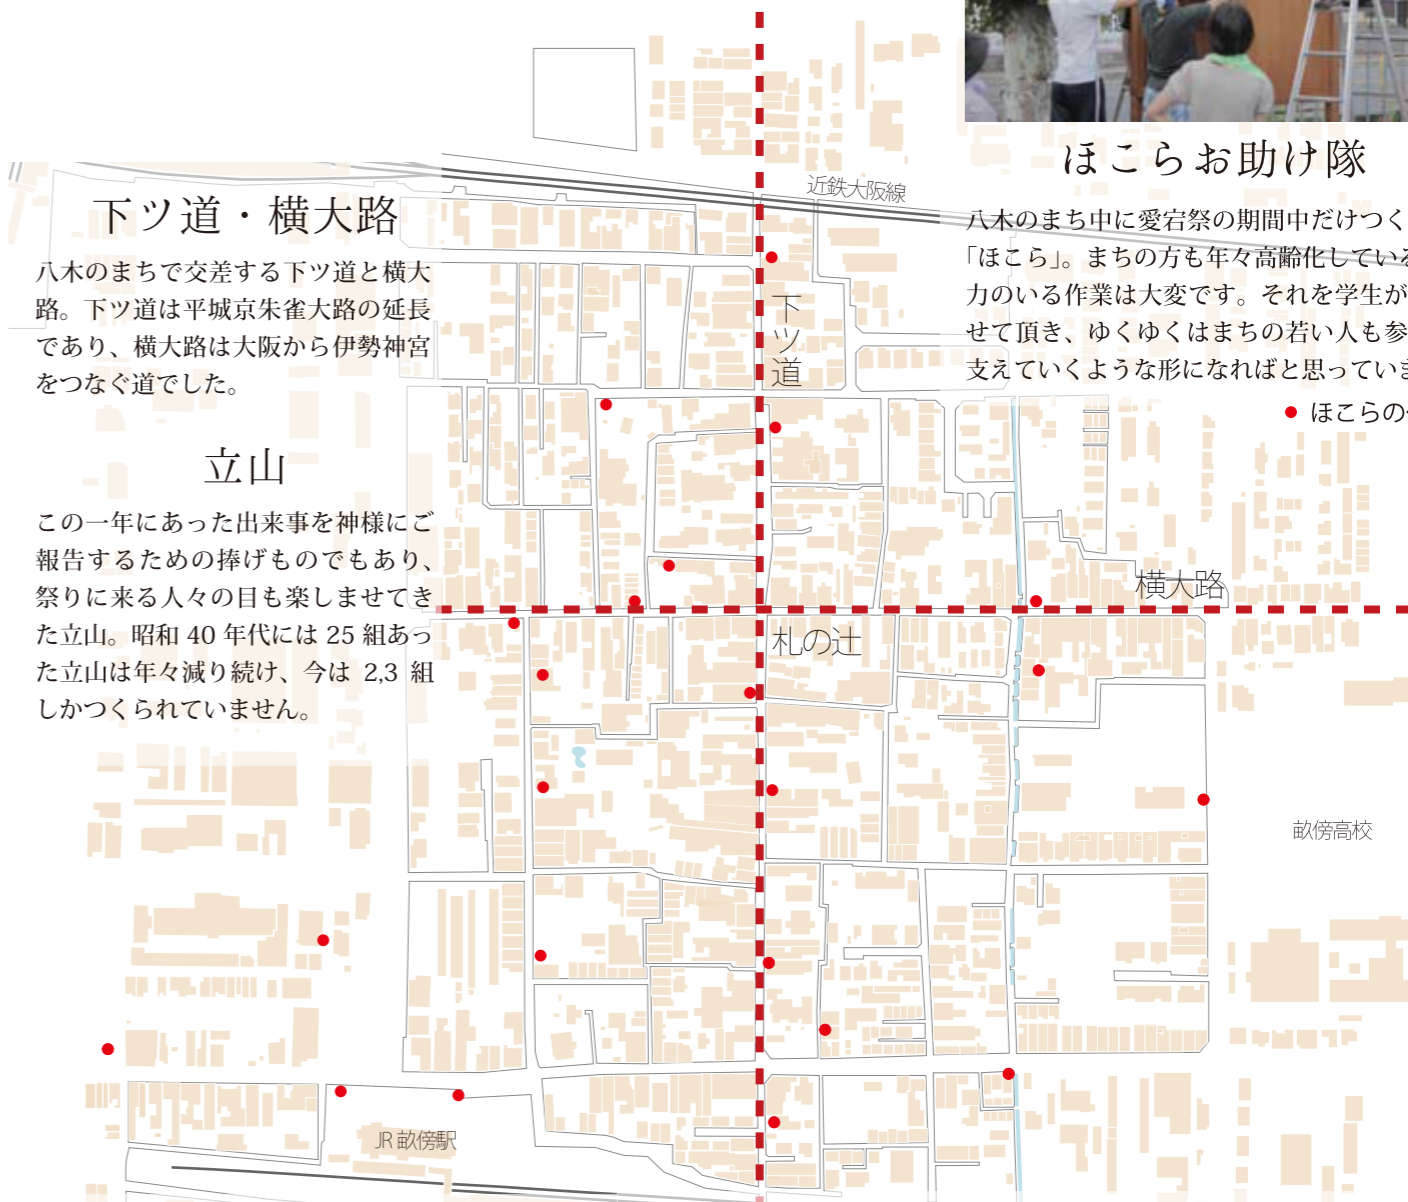 下ツ道・横大路
八木のまちで交差する下ツ道と横大
路。下ツ道は平城京朱雀大路の延長
であり、横大路は大阪から伊勢神宮
をつなぐ道でした。
立山
この一年にあった出来事を神様にご
報告するための捧げものでもあり、
祭りに来る人々の目も楽しませてき
た立山。昭和 40 年代には 25 組あっ
た立山は年々減り続け、今は 2,3 組
しかつくられていません。
ほこらお助け隊
八木のまち中に愛宕祭の期間中だけつく
「ほこら」。まちの方も年々高齢化している
力のいる作業は大変です。それを学生が
せて頂き、ゆくゆくはまちの若い人も参
支えていくような形になればと思っていま
ほこらの
近鉄大阪線
下ツ道
横大路
札の辻
畝傍高校
JR 畝傍駅